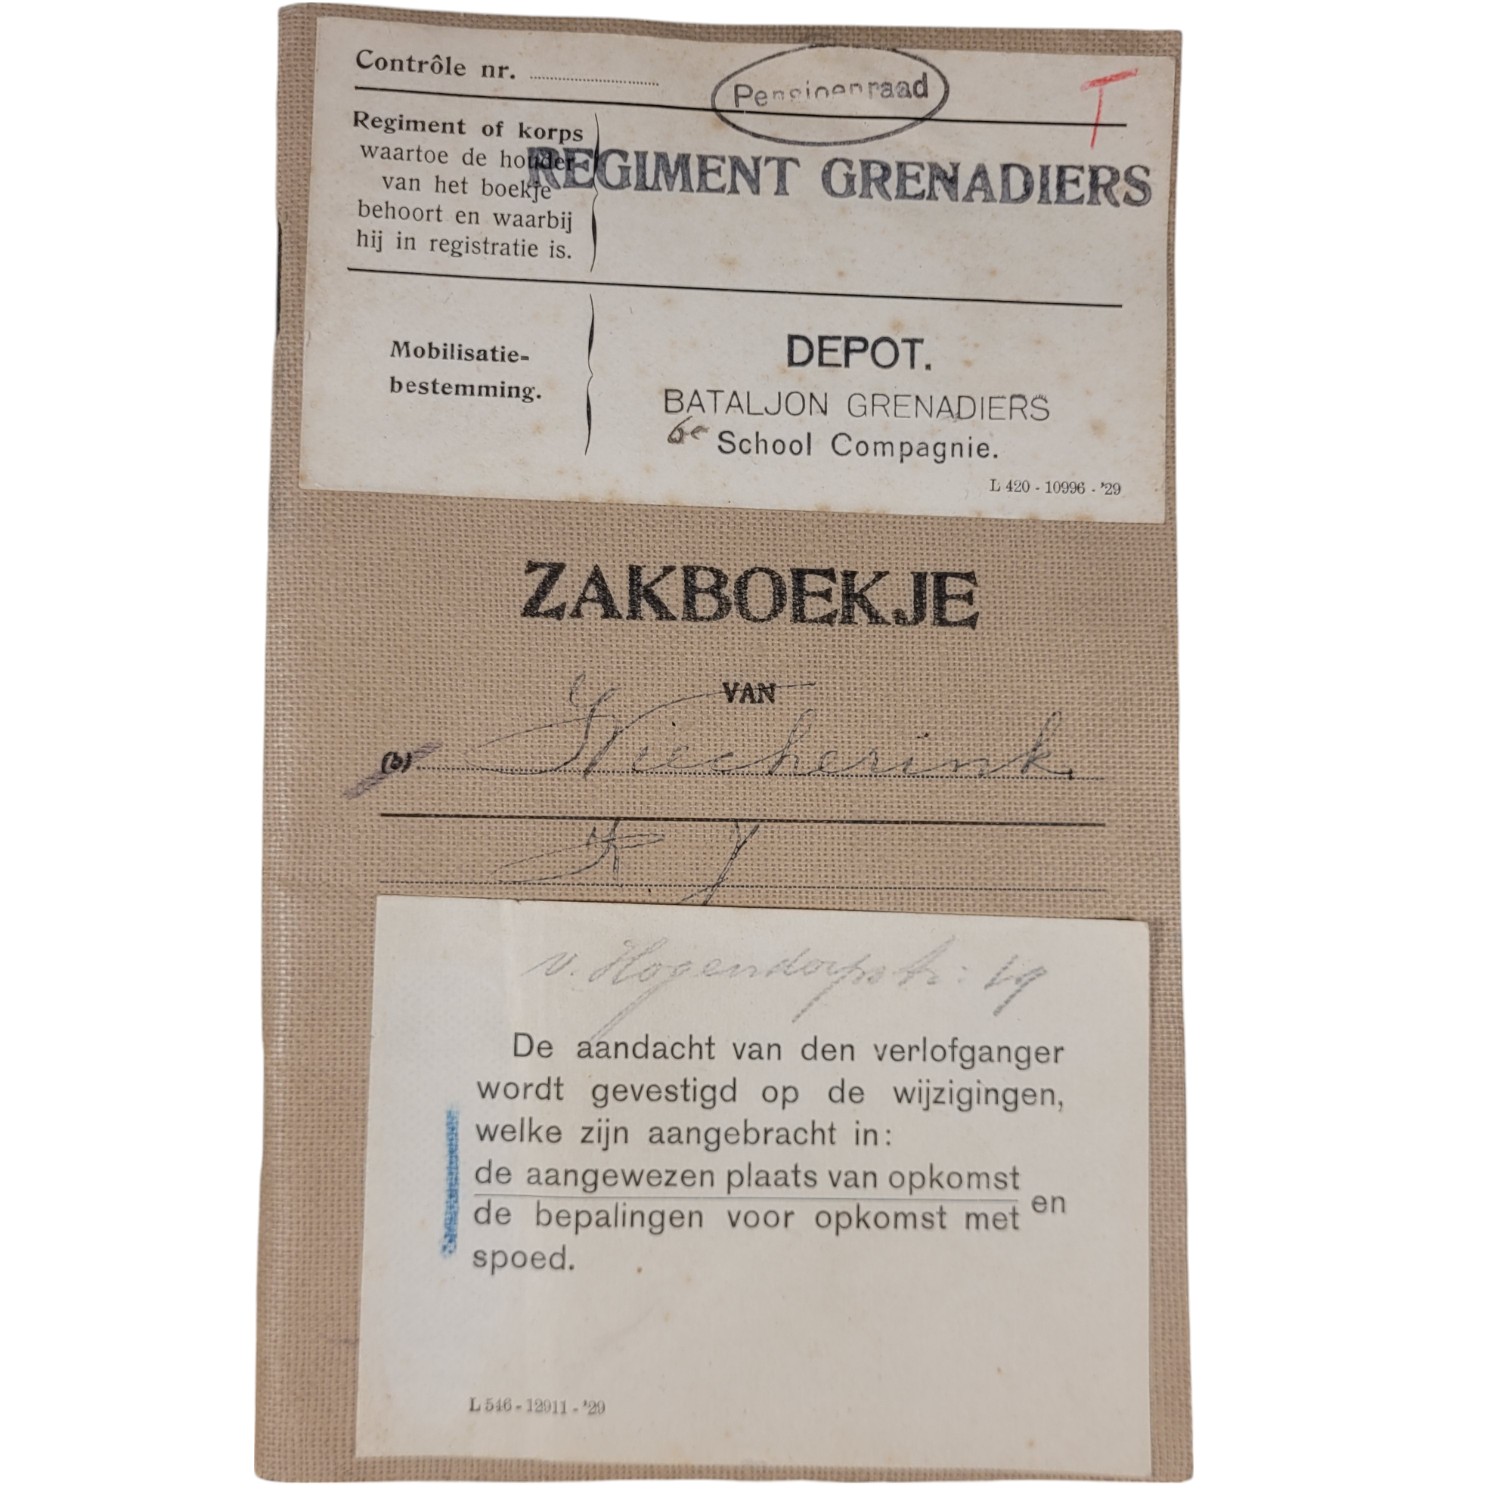 Contrôle nr.
Pensioenraad
T
Regiment of korps
waartoe de houder
van het boekje
behoort en waarbij
hij in registratie is.
REGIMENT GRENADIERS
Mobilisatie-
bestemming.
DEPOT.
BATALJON GRENADIERS
6e School Compagnie.
L 420 - 10996 - '29
ZAKBOEKJE
VAN
(b) Wiecherink
v. Hogendorpstr: 19
De aandacht van den verlofganger
wordt gevestigd op de wijzigingen,
welke zijn aangebracht in:
de aangewezen plaats van opkomst
en
de bepalingen voor opkomst met
spoed.
L 546 - 12911 - '29